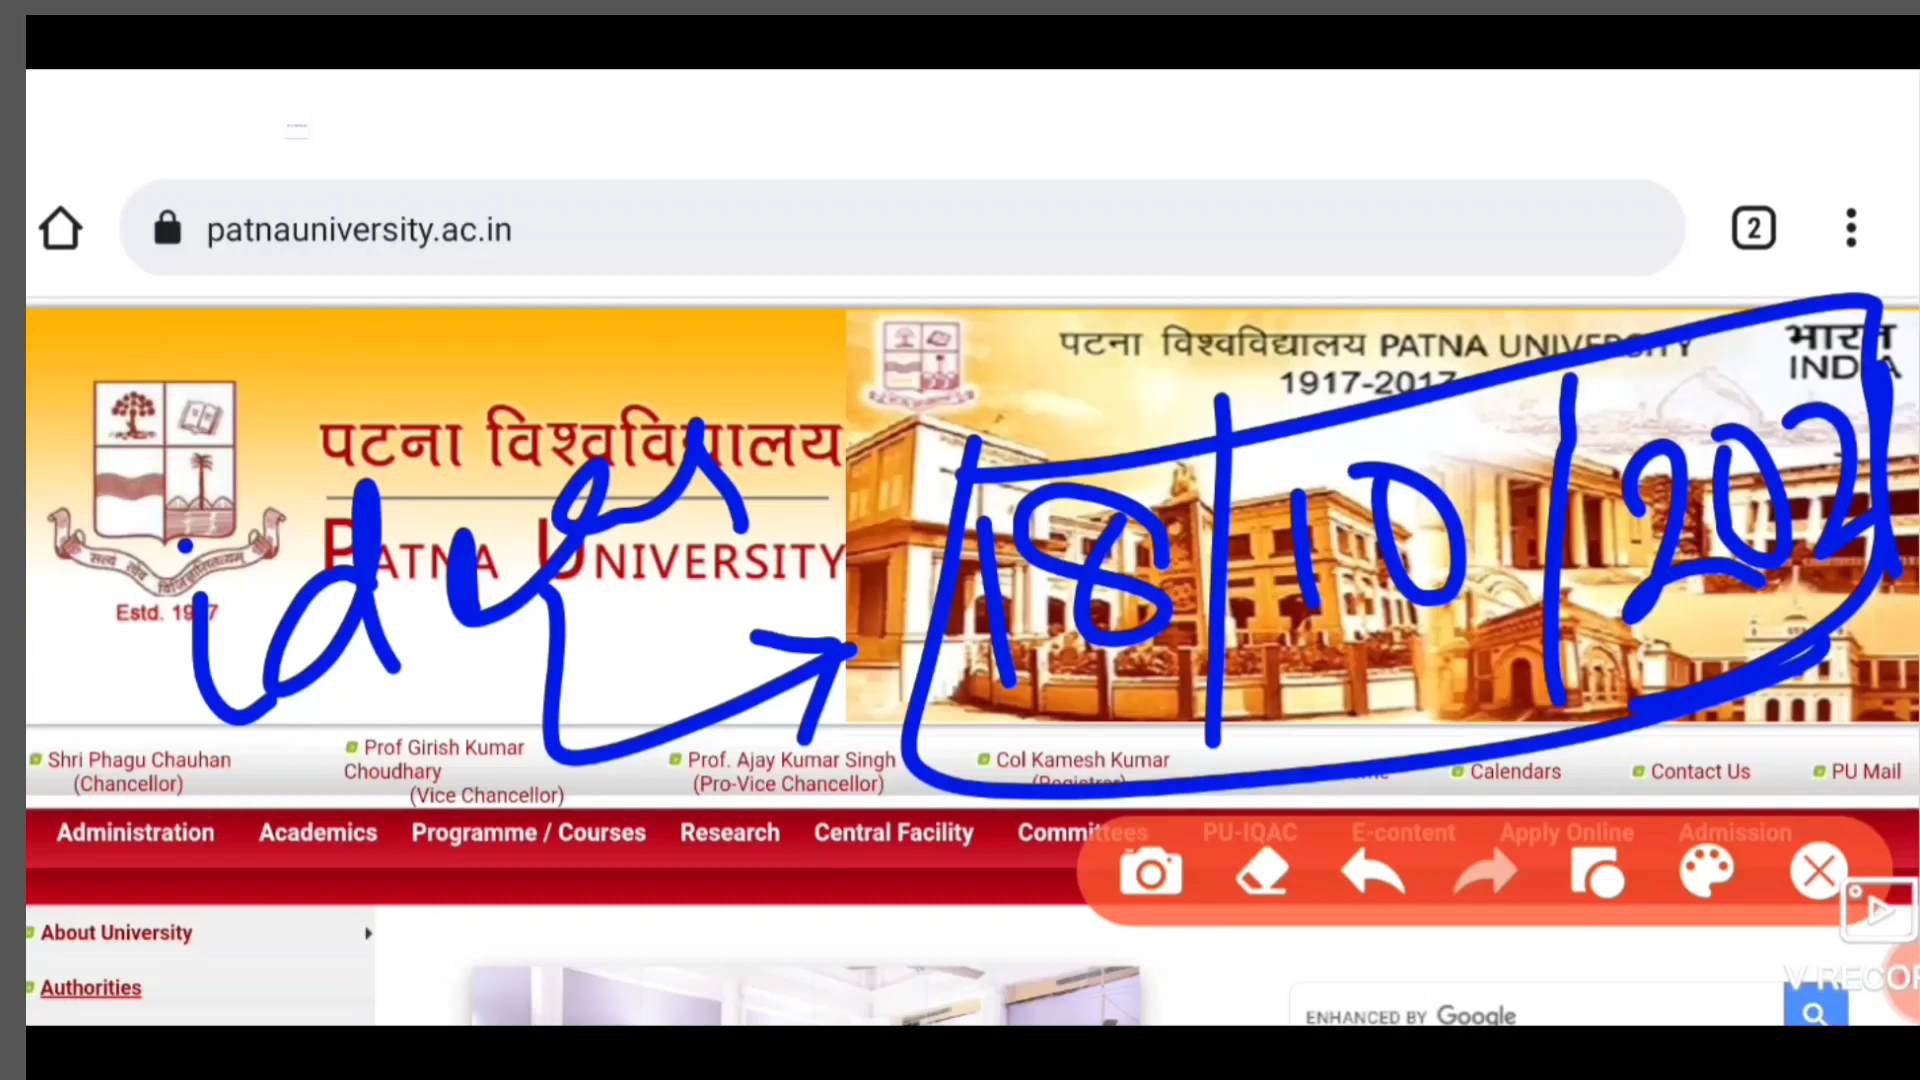 patnauniversity.ac.in
2
पटना विश्वविद्यालय PATNA UNIVERSITY
1917-2017
भारत
INDIA
पटना विश्वविद्यालय
PATNA UNIVERSITY
Estd. 1917
18/10/202
Shri Phagu Chauhan
(Chancellor)
Prof Girish Kumar
Choudhary
(Vice Chancellor)
Prof. Ajay Kumar Singh
(Pro-Vice Chancellor)
Col Kamesh Kumar
(Registrar)
Calendars
Contact Us
PU Mail
Administration Academics Programme / Courses Research Central Facility Committees PU-IQAC E-content Apply Online Admission
About University
Authorities
ENHANCED BY Google
V RECOR